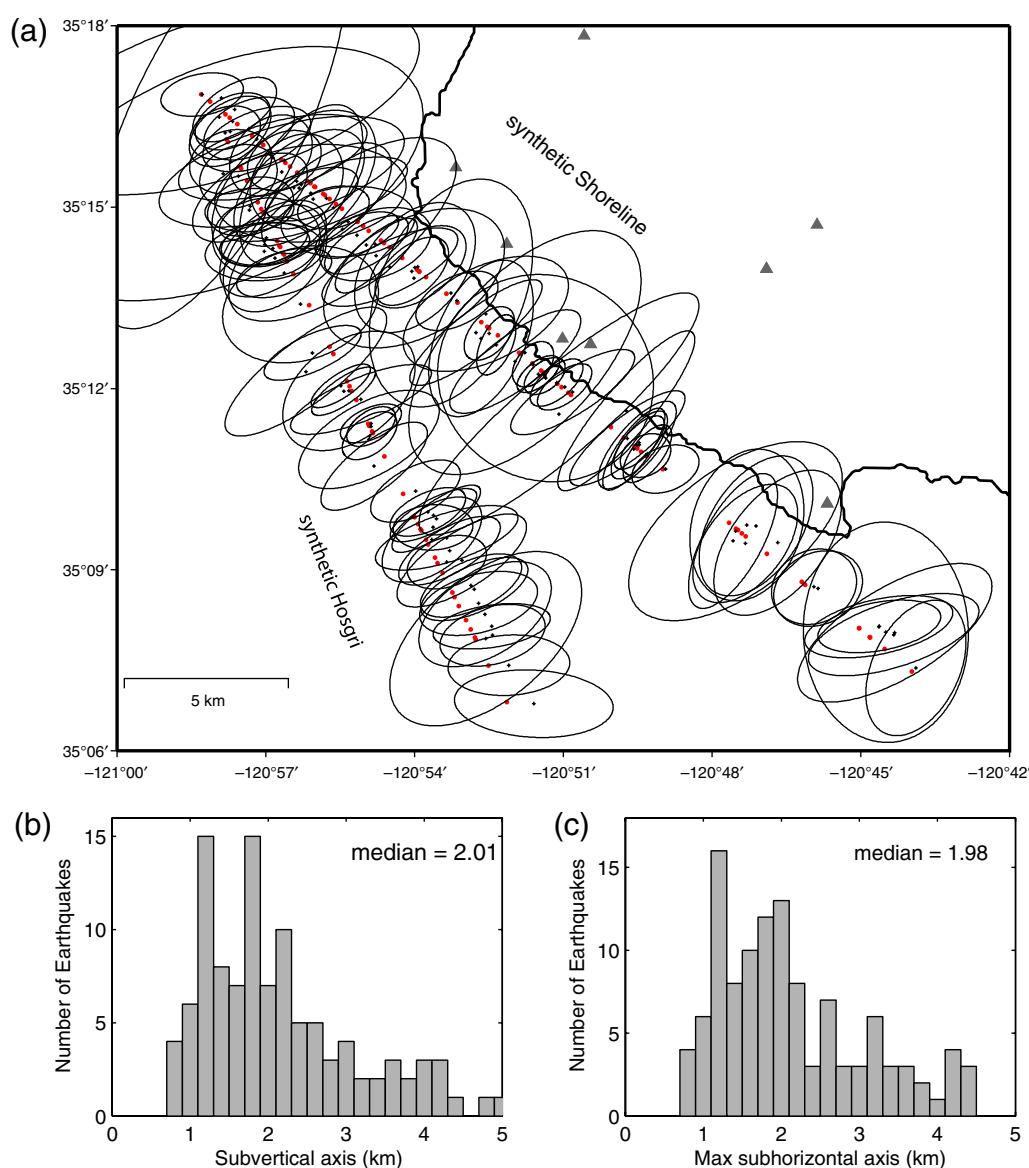 (a)
35°18′
35°15′
35°12′
35°09′
35°06′
synthetic Shoreline
synthetic Hosgri
5 km
−121°00′ −120°57′ −120°54′ −120°51′ −120°48′ −120°45′ −120°42′
(b)
median = 2.01
Number of Earthquakes
15
10
5
0
0 1 2 3 4 5
Subvertical axis (km)
(c)
median = 1.98
Number of Earthquakes
15
10
5
0
0 1 2 3 4 5
Max subhorizontal axis (km)